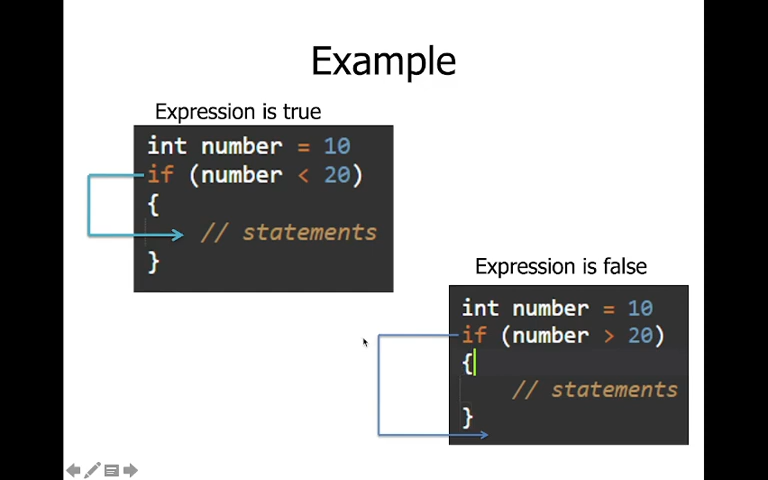 Example
Expression is true
int number = 10
if (number < 20)
{
// statements
}
Expression is false
int number = 10
if (number > 20)
{
// statements
}